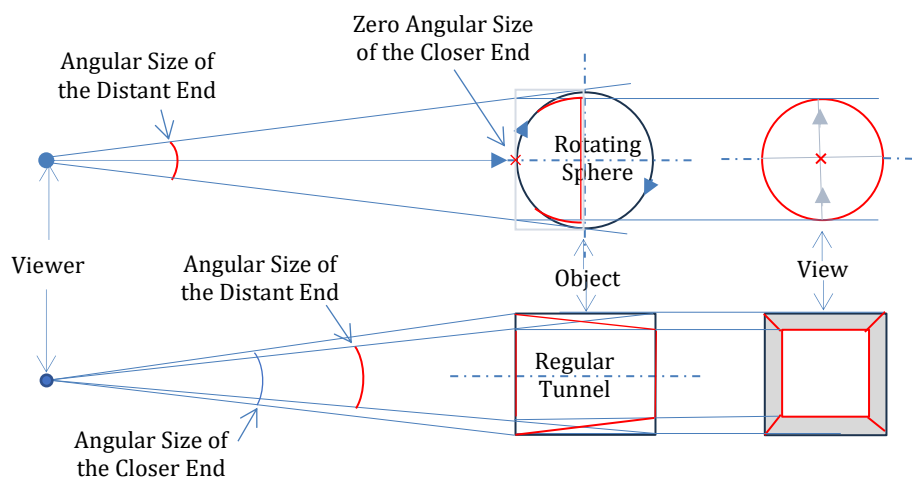 Zero Angular Size
of the Closer End
Angular Size of
the Distant End
Rotating
Sphere
Viewer
Angular Size of
the Distant End
Object
View
Regular
Tunnel
Angular Size of
the Closer End